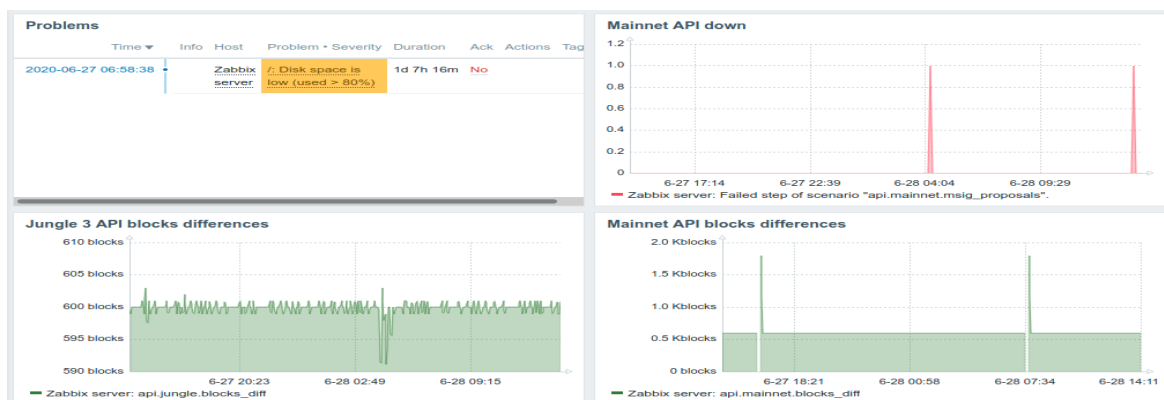 Problems
Time Info Host Problem • Severity Duration Ack Actions Tag
2020-06-27 06:58:38 Zabbix /: Disk space is 1d 7h 16m No
server low (used > 80%)
Mainnet API down
1.2
1.0
0.8
0.6
0.4
0.2
0
6-27 17:14 6-27 22:39 6-28 04:04 6-28 09:29
Zabbix server: Failed step of scenario "api.mainnet.msig_proposals".
Jungle 3 API blocks differences
610 blocks
605 blocks
600 blocks
595 blocks
590 blocks
6-27 20:23 6-28 02:49 6-28 09:15
Zabbix server: api.jungle.blocks_diff
Mainnet API blocks differences
2.0 Kblocks
1.5 Kblocks
1.0 Kblocks
0.5 Kblocks
0 blocks
6-27 18:21 6-28 00:58 6-28 07:34 6-28 14:11
Zabbix server: api.mainnet.blocks_diff